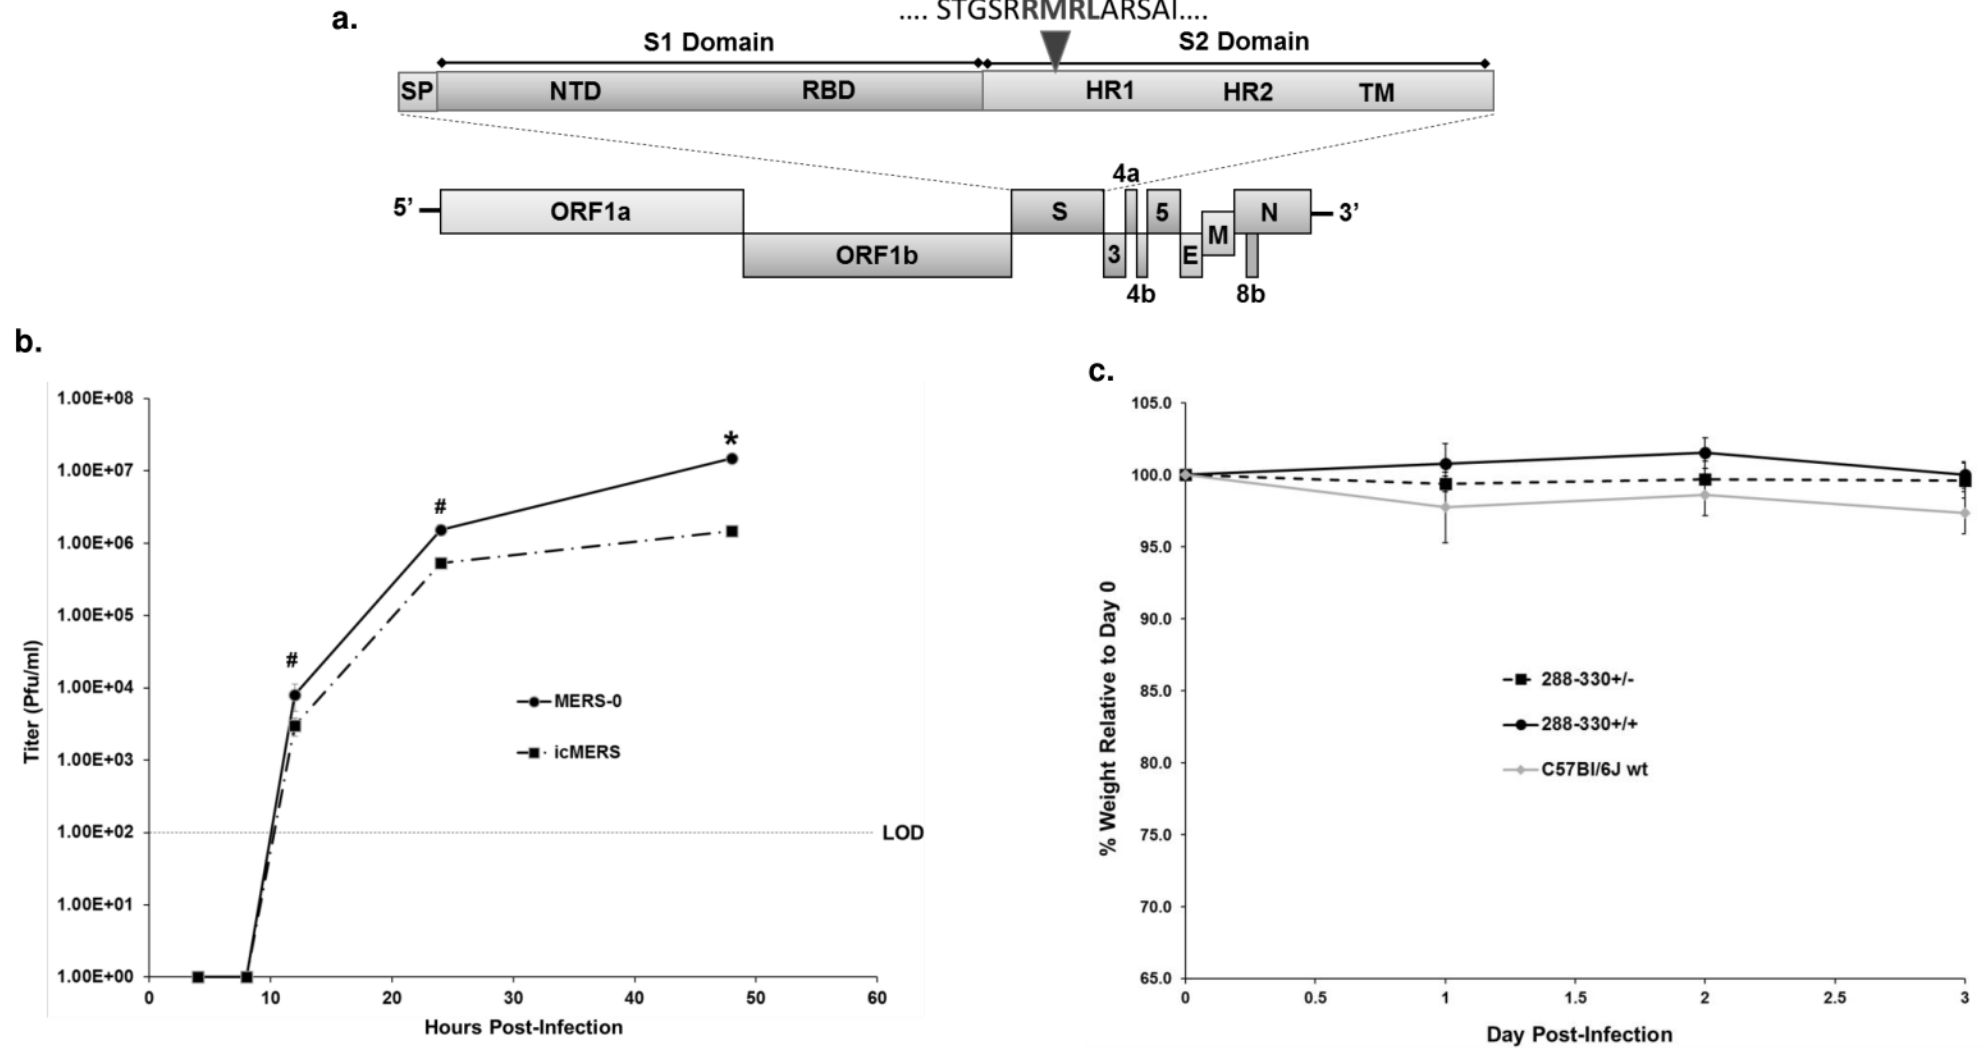 a.
.... STGSRRMRLARSAI....
S1 Domain
S2 Domain
SP
NTD
RBD
HR1
HR2
TM
4a
5’
ORF1a
S
5
N
3’
M
ORF1b
3
E
4b
8b
b.
1.00E+08
1.00E+07
1.00E+06
1.00E+05
1.00E+04
1.00E+03
1.00E+02
1.00E+01
1.00E+00
Titer (Pfu/ml)
#
#
*
MERS-0
icMERS
LOD
0
10
20
30
40
50
60
Hours Post-Infection
c.
105.0
100.0
95.0
90.0
85.0
80.0
75.0
70.0
65.0
% Weight Relative to Day 0
288-330+/-
288-330+/+
C57Bl/6J wt
0
0.5
1
1.5
2
2.5
3
Day Post-Infection